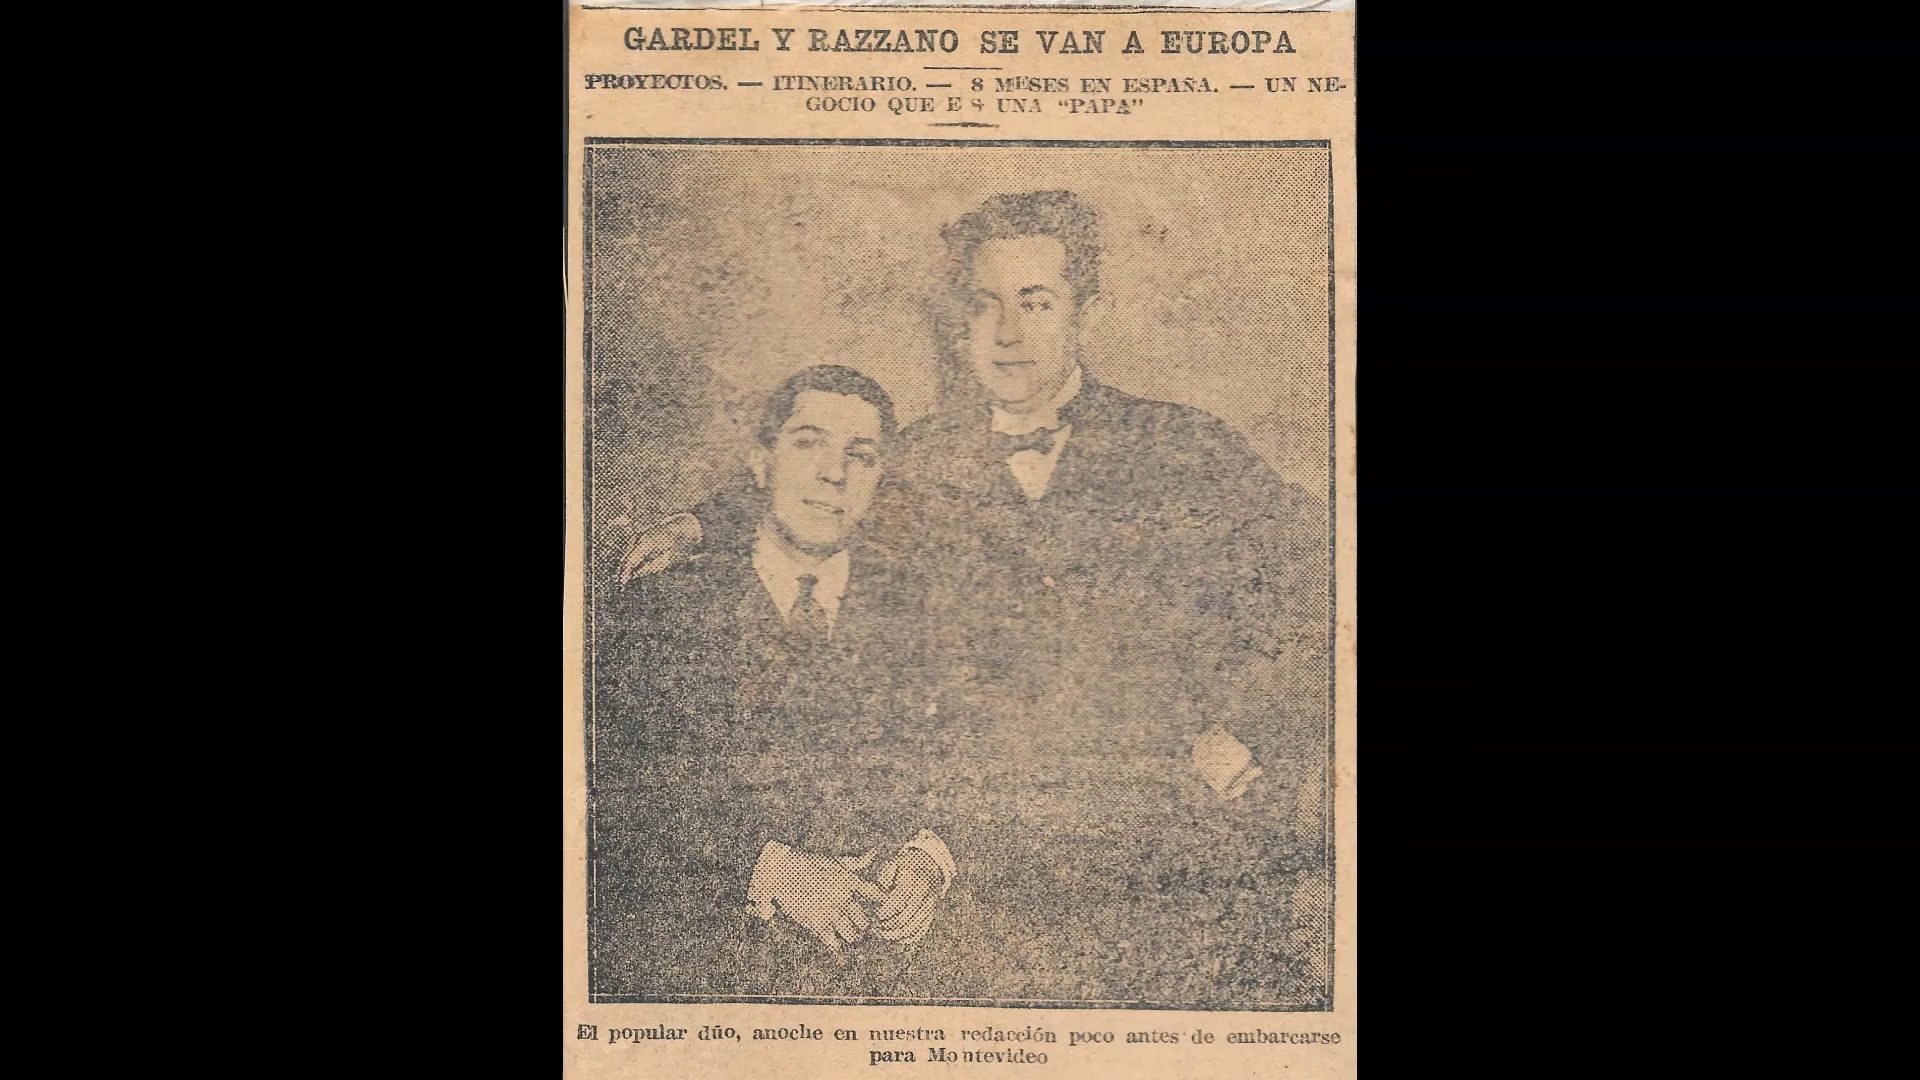 GARDEL Y RAZZANO SE VAN A EUROPA
PROYECTOS. — ITINERARIO. — 8 MESES EN ESPAÑA. — UN NE-
GOCIO QUE ES UNA "PAPA"
El popular dúo, anoche en nuestra redacción poco antes de embarcarse
para Montevideo